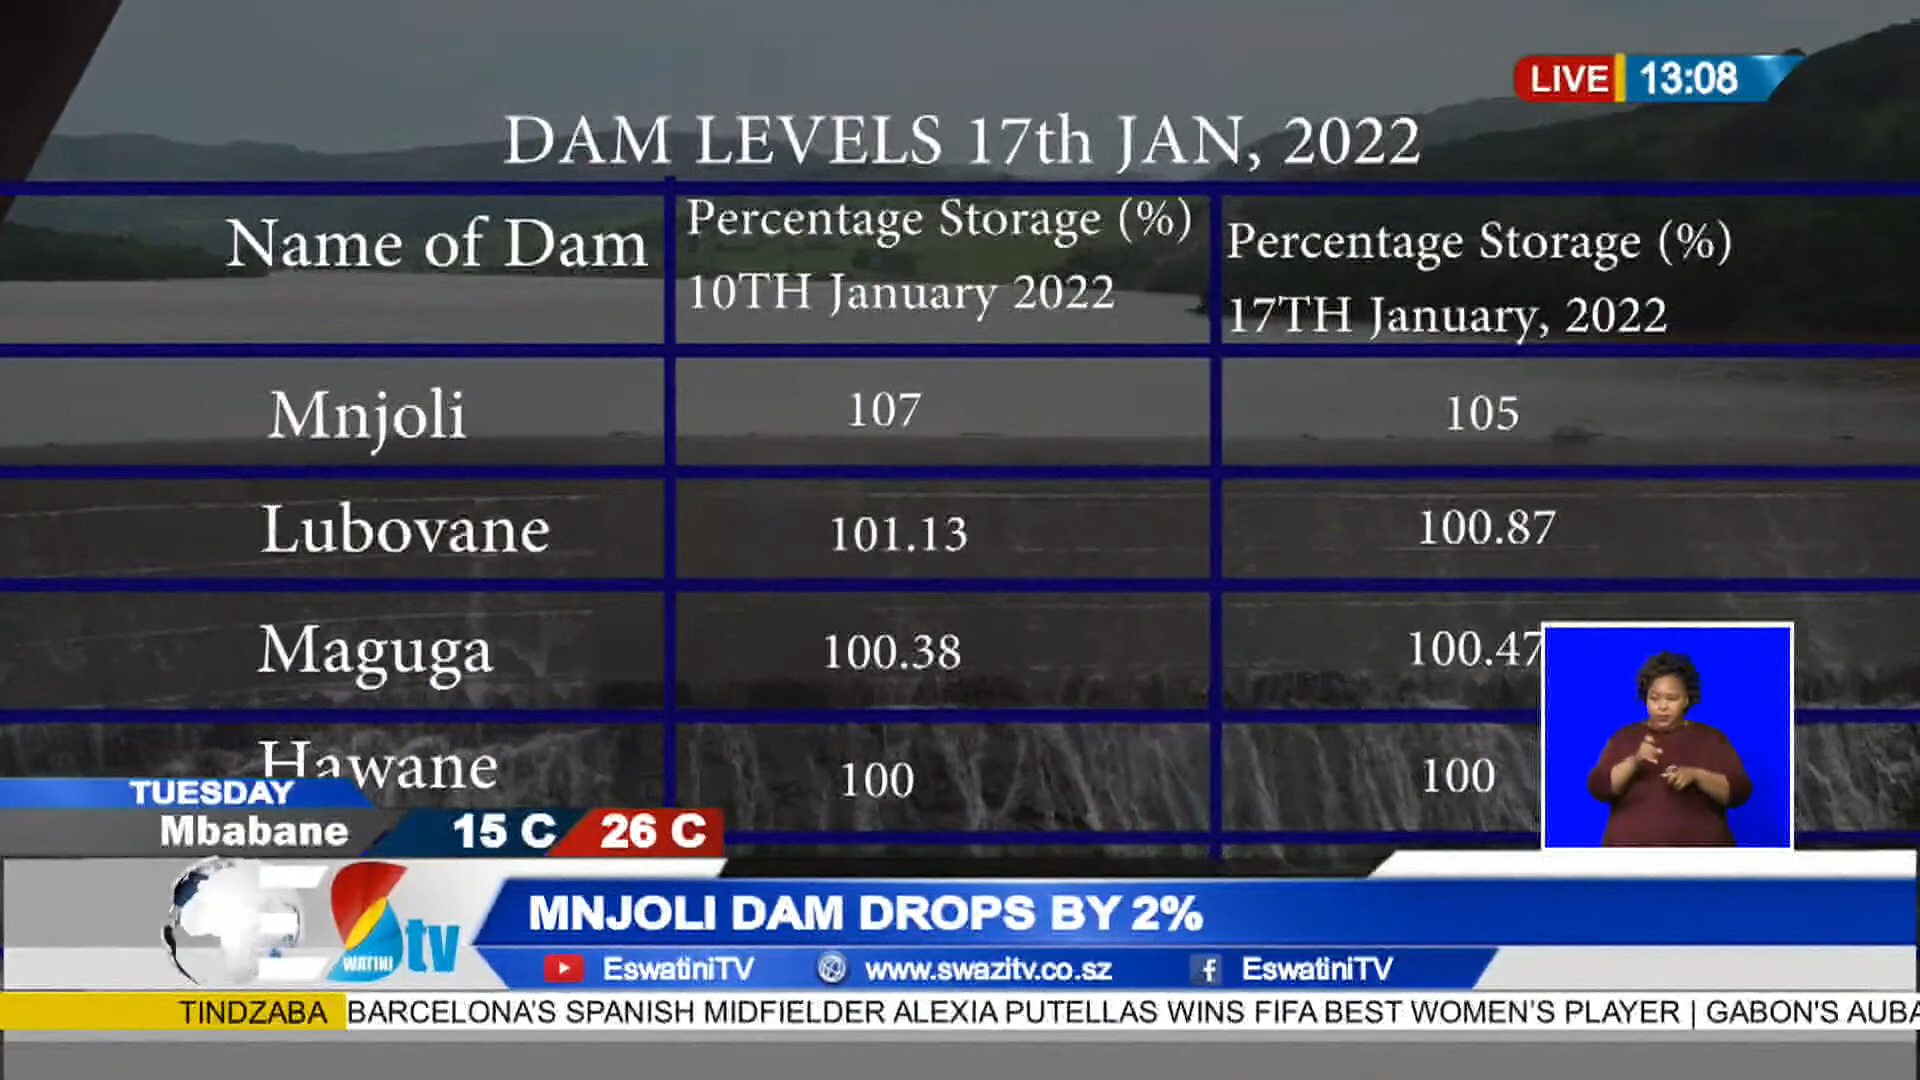 LIVE 13:08
DAM LEVELS 17th JAN, 2022
Name of Dam
Percentage Storage (%)
10TH January 2022
Percentage Storage (%)
17TH January, 2022
Mnjoli 107 105
Lubovane 101.13 100.87
Maguga 100.38 100.47
Hawane 100 100
TUESDAY
Mbabane 15 C 26 C
E WATINI tv
MNJOLI DAM DROPS BY 2%
EswatiniTV www.swazitv.co.sz EswatiniTV
TINDZABA BARCELONA'S SPANISH MIDFIELDER ALEXIA PUTELLAS WINS FIFA BEST WOMEN'S PLAYER | GABON'S AUBA